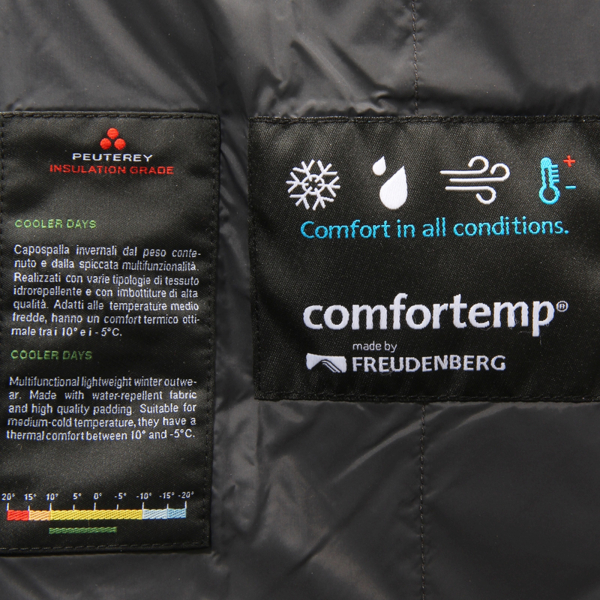 PEUTEREY
INSULATION GRADE
COOLER DAYS
Capospalla invernali dal peso conte-
nuto e dalla spiccata multifunzionalità.
Realizzati con varie tipologie di tessuto
idrorepellente e con imbottiture di alta
qualità. Adatti alle temperature medio
fredde, hanno un comfort termico otti-
male tra i 10° e i - 5°C.
COOLER DAYS
Multifunctional lightweight winter outwe-
ar. Made with water-repellent fabric
and high quality padding. Suitable for
medium-cold temperature, they have a
thermal comfort between 10° and -5°C.
20° 15° 10° 5° 0° -5° -10° -15° -20°
+
-
Comfort in all conditions.
comfortemp®
made by
FREUDENBERG